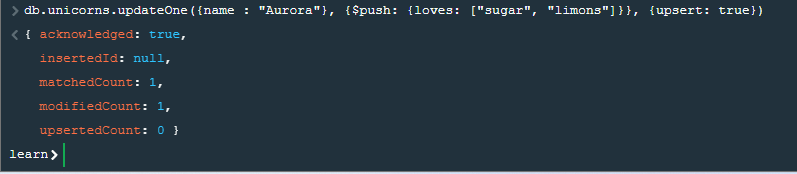 > db.unicorns.updateOne({name : "Aurora"}, {$push: {loves: ["sugar", "limons"]}}, {upsert: true})
< { acknowledged: true,
insertedId: null,
matchedCount: 1,
modifiedCount: 1,
upsertedCount: 0 }
learn>